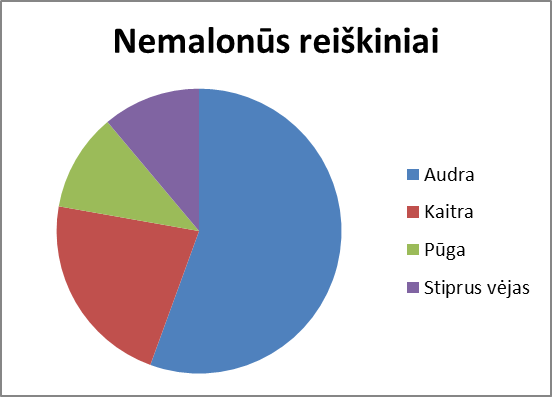 Nemalonūs reiškiniai
Audra
Kaitra
Pūga
Stiprus vėjas